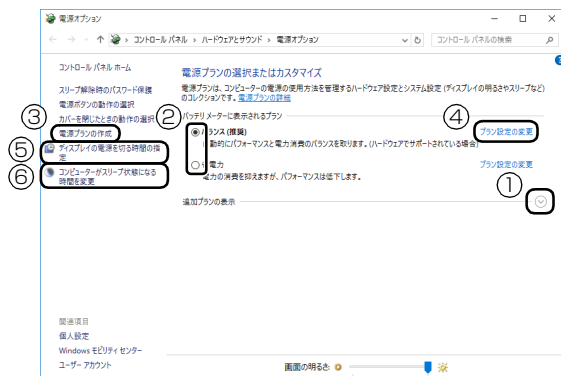 電源オプション
コントロール パネル > ハードウェアとサウンド > 電源オプション
コントロール パネルの検索
コントロール パネル ホーム
スリープ解除時のパスワード保護
電源ボタンの動作の選択
カバーを閉じたときの動作の選択
③
電源プランの作成
⑤
ディスプレイの電源を切る時間の指
定
⑥
コンピューターがスリープ状態になる
時間を変更
電源プランの選択またはカスタマイズ
電源プランは、コンピューターの電源の使用方法を管理するハードウェア設定とシステム設定 (ディスプレイの明るさやスリープなど)
のコレクションです。電源プランの詳細
②
バッテリ メーターに表示されるプラン
④
バランス (推奨)
プラン設定の変更
動的にパフォーマンスと電力消費のバランスを取ります。(ハードウェアでサポートされている場合)
電力
プラン設定の変更
電力の消費を抑えますが、パフォーマンスは低下します。
①
追加プランの表示
関連項目
個人設定
Windows モビリティ センター
ユーザー アカウント
画面の明るさ: